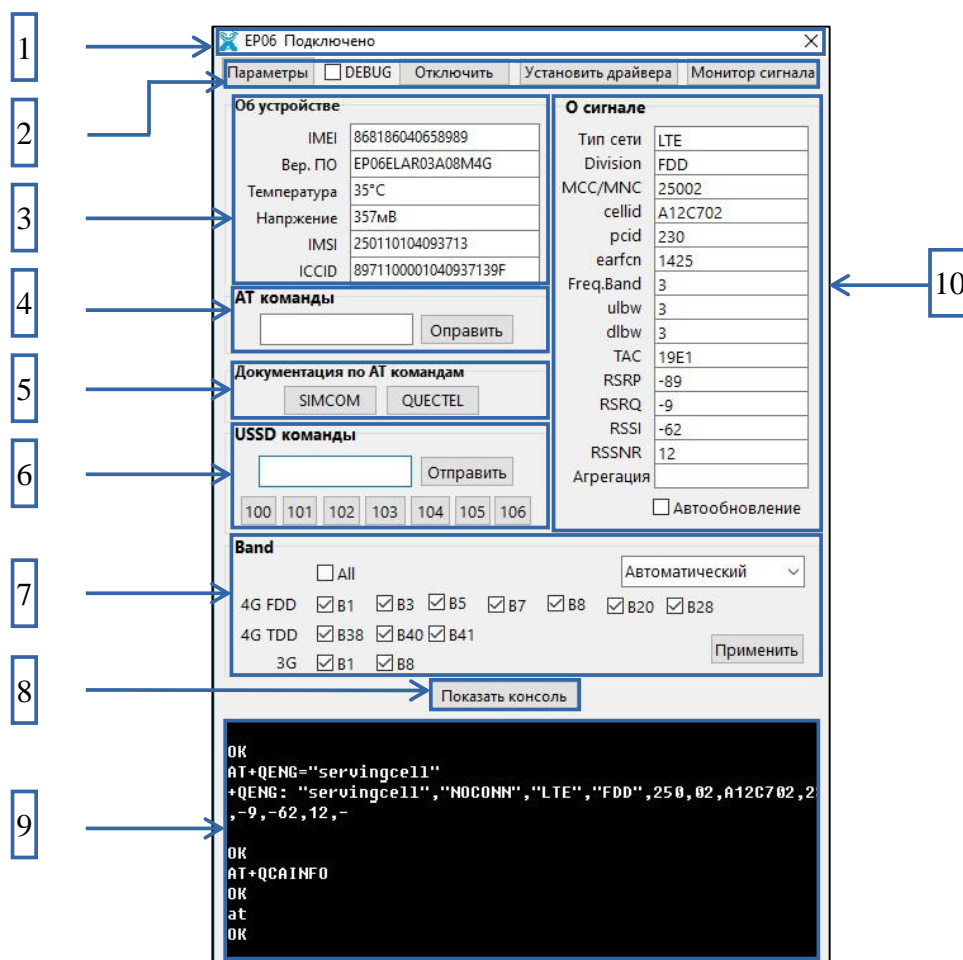 1
EP06 Подключено
2
Параметры DEBUG Отключить Установить драйвера Монитор сигнала
3
Об устройстве
IMEI 868186040658989
Вер. ПО EP06ELAR03A08M4G
Температура 35°C
Напржение 357мВ
IMSI 250110104093713
ICCID 8971100001040937139F
4
АТ команды
Оправить
5
Документация по АТ командам
SIMCOM QUECTEL
6
USSD команды
Отправить
100 101 102 103 104 105 106
10
О сигнале
Тип сети LTE
Division FDD
MCC/MNC 25002
cellid A12C702
pcid 230
earfcn 1425
Freq.Band 3
ulbw 3
dlbw 3
TAC 19E1
RSRP -89
RSRQ -9
RSSI -62
RSSNR 12
Агрегация
Автообновление
7
Band
All Автоматический
4G FDD B1 B3 B5 B7 B8 B20 B28
4G TDD B38 B40 B41
3G B1 B8
Применить
8
Показать консоль
9
OK
AT+QENG="servingcell"
+QENG: "servingcell","NOCONN","LTE","FDD",250,02,A12C702,2
,-9,-62,12,-
OK
AT+QCAINFO
OK
at
OK